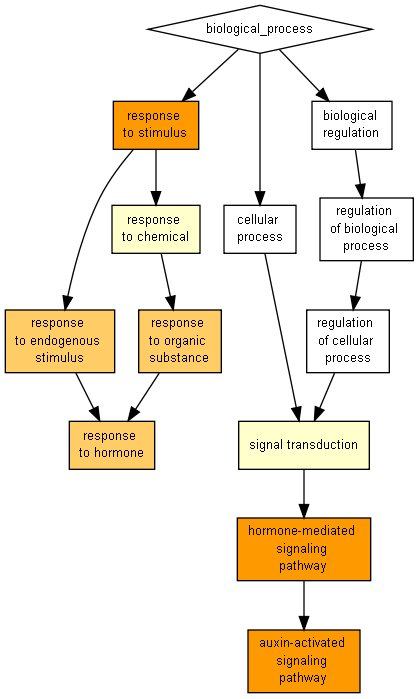 biological_process
response
to stimulus
biological
regulation
response
to chemical
cellular
process
regulation
of biological
process
response
to endogenous
stimulus
response
to organic
substance
regulation
of cellular
process
response
to hormone
signal transduction
hormone-mediated
signaling
pathway
auxin-activated
signaling
pathway